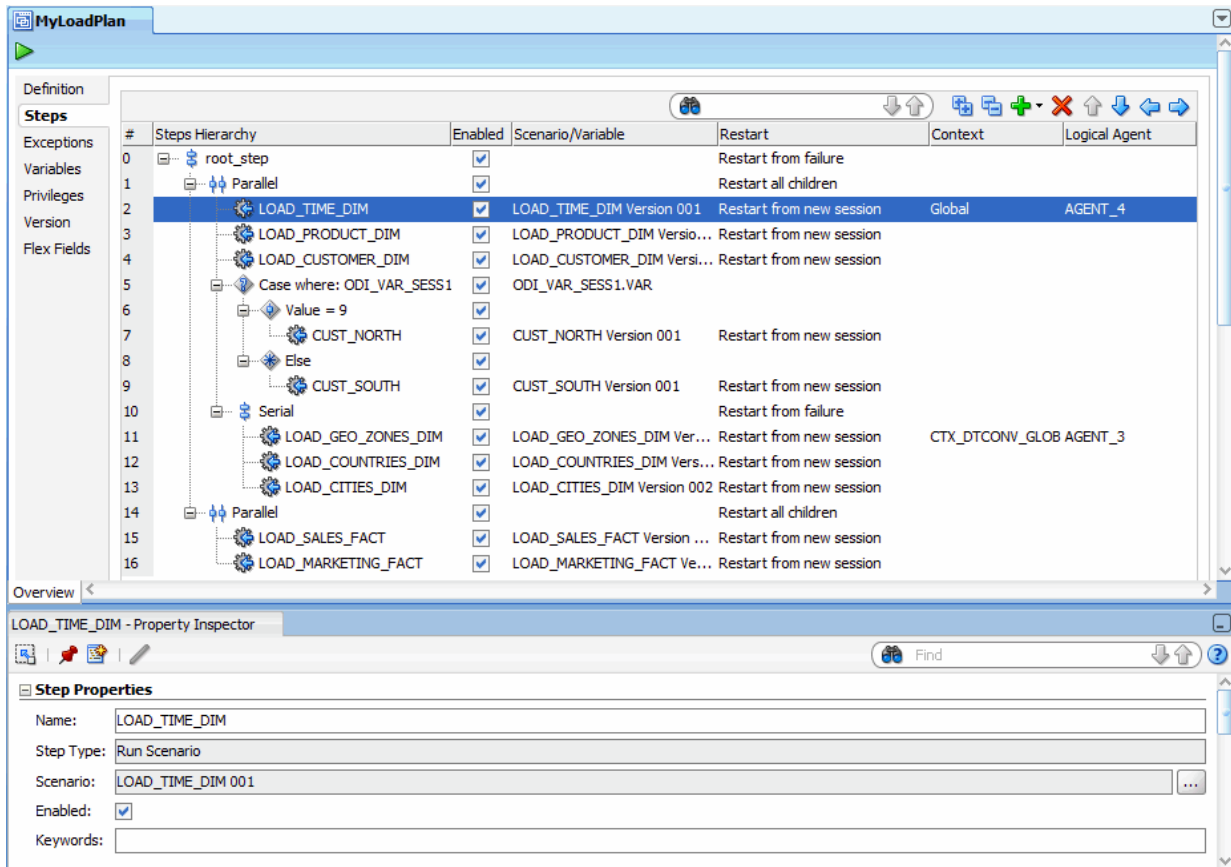 MyLoadPlan
Definition
Steps
Exceptions
Variables
Privileges
Version
Flex Fields
# Steps Hierarchy Enabled Scenario/Variable Restart Context Logical Agent
0 root_step Restart from failure
1 Parallel Restart all children
2 LOAD_TIME_DIM LOAD_TIME_DIM Version 001 Restart from new session Global AGENT_4
3 LOAD_PRODUCT_DIM LOAD_PRODUCT_DIM Versio... Restart from new session
4 LOAD_CUSTOMER_DIM LOAD_CUSTOMER_DIM Versi... Restart from new session
5 Case where: ODI_VAR_SESS1 ODI_VAR_SESS1.VAR
6 Value = 9
7 CUST_NORTH CUST_NORTH Version 001 Restart from new session
8 Else
9 CUST_SOUTH CUST_SOUTH Version 001 Restart from new session
10 Serial Restart from failure
11 LOAD_GEO_ZONES_DIM LOAD_GEO_ZONES_DIM Ver... Restart from new session CTX_DTCONV_GLOB AGENT_3
12 LOAD_COUNTRIES_DIM LOAD_COUNTRIES_DIM Vers... Restart from new session
13 LOAD_CITIES_DIM LOAD_CITIES_DIM Version 002 Restart from new session
14 Parallel Restart all children
15 LOAD_SALES_FACT LOAD_SALES_FACT Version ... Restart from new session
16 LOAD_MARKETING_FACT LOAD_MARKETING_FACT Ve... Restart from new session
Overview
LOAD_TIME_DIM - Property Inspector
Find
Step Properties
Name: LOAD_TIME_DIM
Step Type: Run Scenario
Scenario: LOAD_TIME_DIM 001 ...
Enabled:
Keywords: